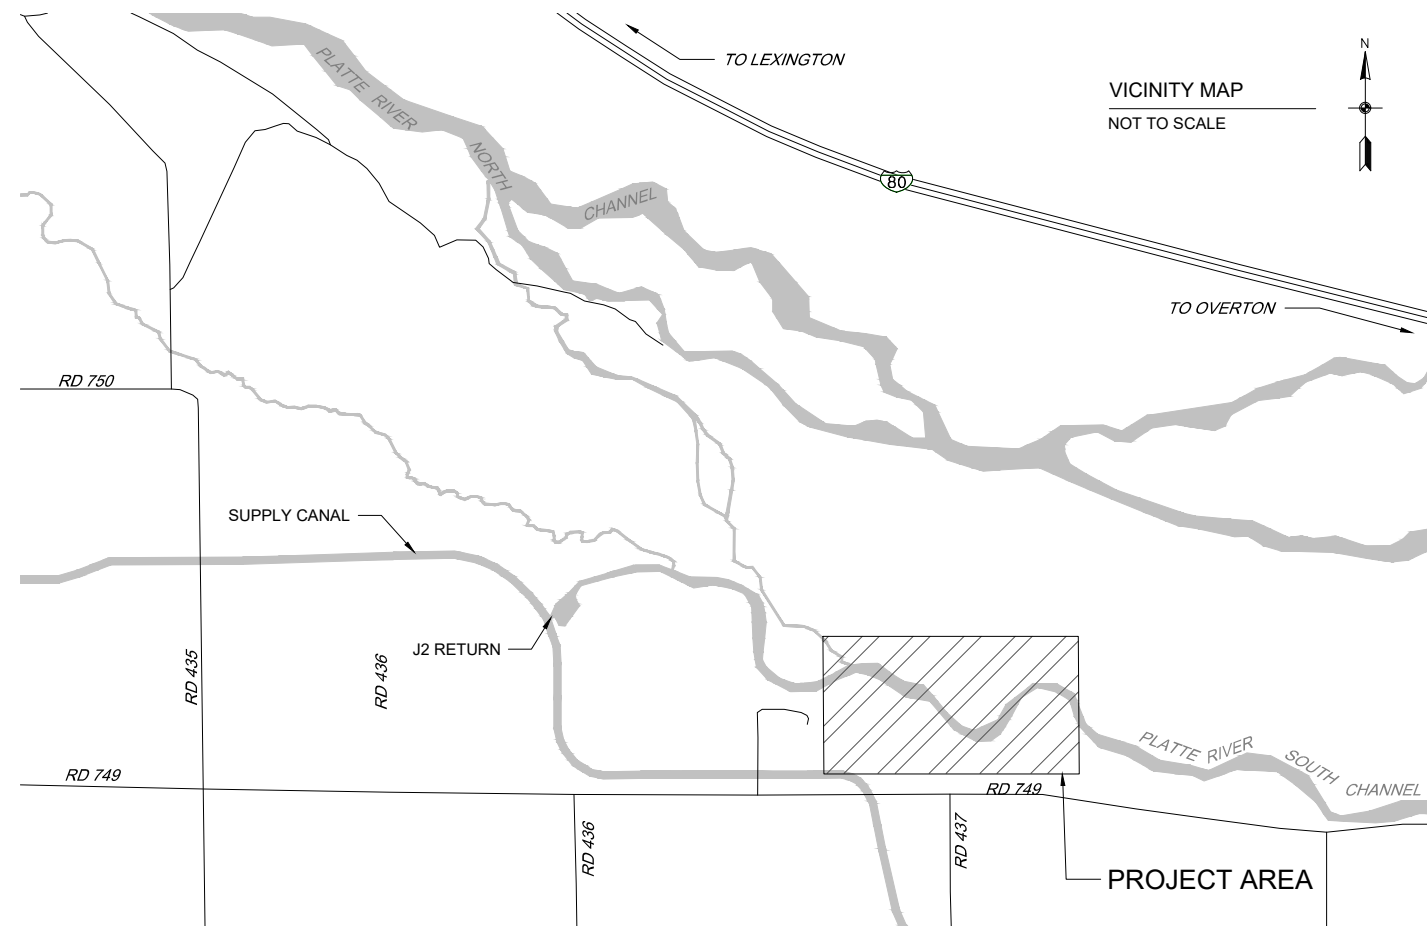 TO LEXINGTON
N
VICINITY MAP
NOT TO SCALE
PLATTE RIVER
NORTH
CHANNEL
80
TO OVERTON
RD 750
SUPPLY CANAL
J2 RETURN
RD 435
RD 436
PLATTE RIVER
SOUTH
CHANNEL
RD 749
RD 749
RD 436
RD 437
PROJECT AREA